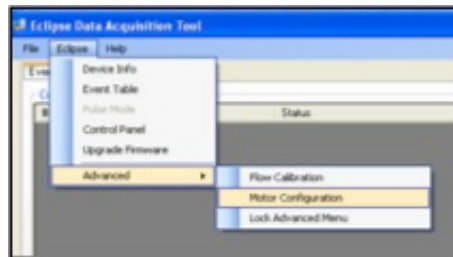 Eclipse Data Acquisition Tool
File Eclipse Help
Device Info
Event Table
Status
Pulse Mode
Control Panel
Upgrade Firmware
Advanced
Flow Calibration
Motor Configuration
Lock Advanced Menu